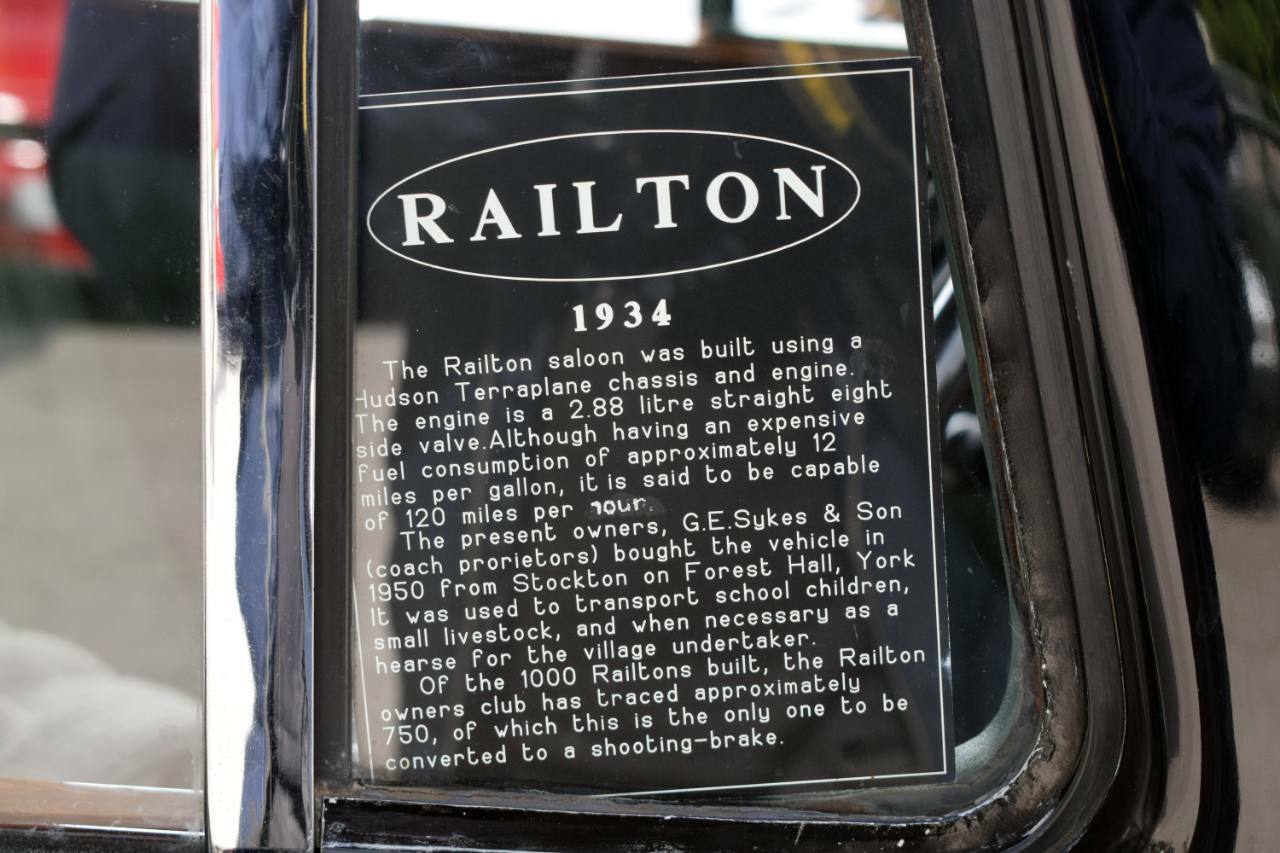 RAILTON
1934
The Railton saloon was built using a
Hudson Terraplane chassis and engine.
The engine is a 2.88 litre straight eight
side valve.Although having an expensive
fuel consumption of approximately 12
miles per gallon, it is said to be capable
of 120 miles per hour.
The present owners, G.E.Sykes & Son
(coach prorietors) bought the vehicle in
1950 from Stockton on Forest Hall, York
It was used to transport school children,
small livestock, and when necessary as a
hearse for the village undertaker.
Of the 1000 Railtons built, the Railton
owners club has traced approximately
750, of which this is the only one to be
converted to a shooting-brake.